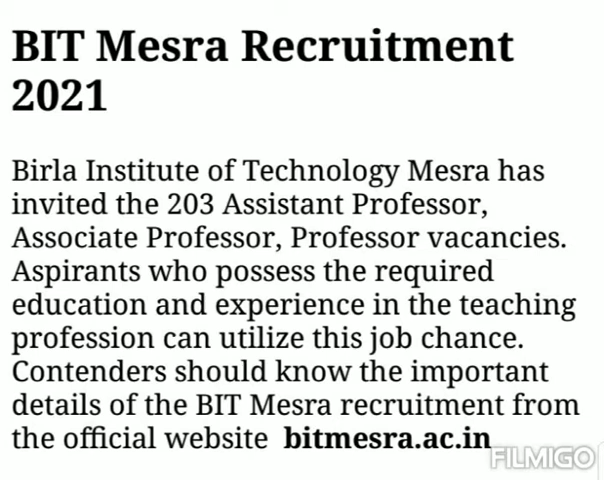 BIT Mesra Recruitment
2021
Birla Institute of Technology Mesra has
invited the 203 Assistant Professor,
Associate Professor, Professor vacancies.
Aspirants who possess the required
education and experience in the teaching
profession can utilize this job chance.
Contenders should know the important
details of the BIT Mesra recruitment from
the official website bitmesra.ac.in
FILMIGO